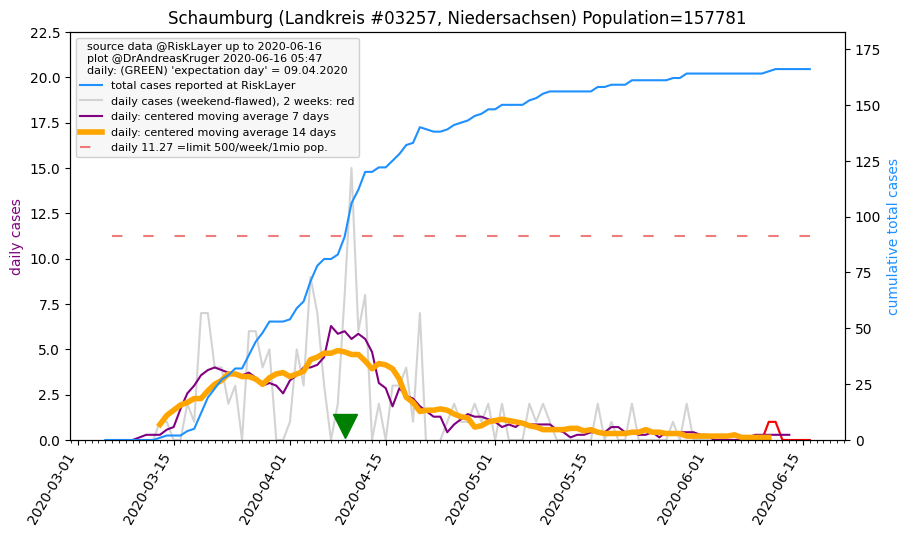 Schaumburg (Landkreis #03257, Niedersachsen) Population=157781
source data @RiskLayer up to 2020-06-16
plot @DrAndreasKruger 2020-06-16 05:47
daily: (GREEN) 'expectation day' = 09.04.2020
total cases reported at RiskLayer
daily cases (weekend-flawed), 2 weeks: red
daily: centered moving average 7 days
daily: centered moving average 14 days
daily 11.27 =limit 500/week/1mio pop.
daily cases
22.5
20.0
17.5
15.0
12.5
10.0
7.5
5.0
2.5
0.0
cumulative total cases
175
150
125
100
75
50
25
0
2020-03-01
2020-03-15
2020-04-01
2020-04-15
2020-05-01
2020-05-15
2020-06-01
2020-06-15